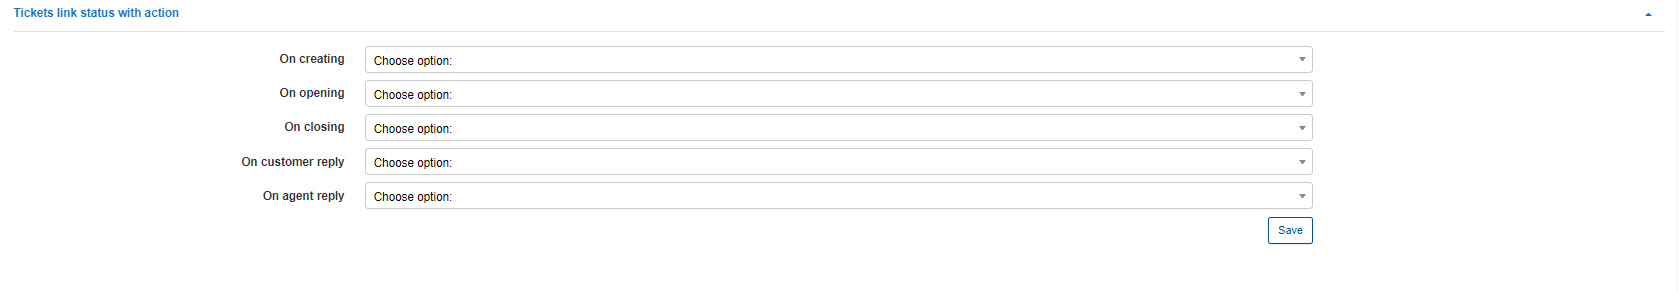 Tickets link status with action
On creating Choose option:
On opening Choose option:
On closing Choose option:
On customer reply Choose option:
On agent reply Choose option:
Save